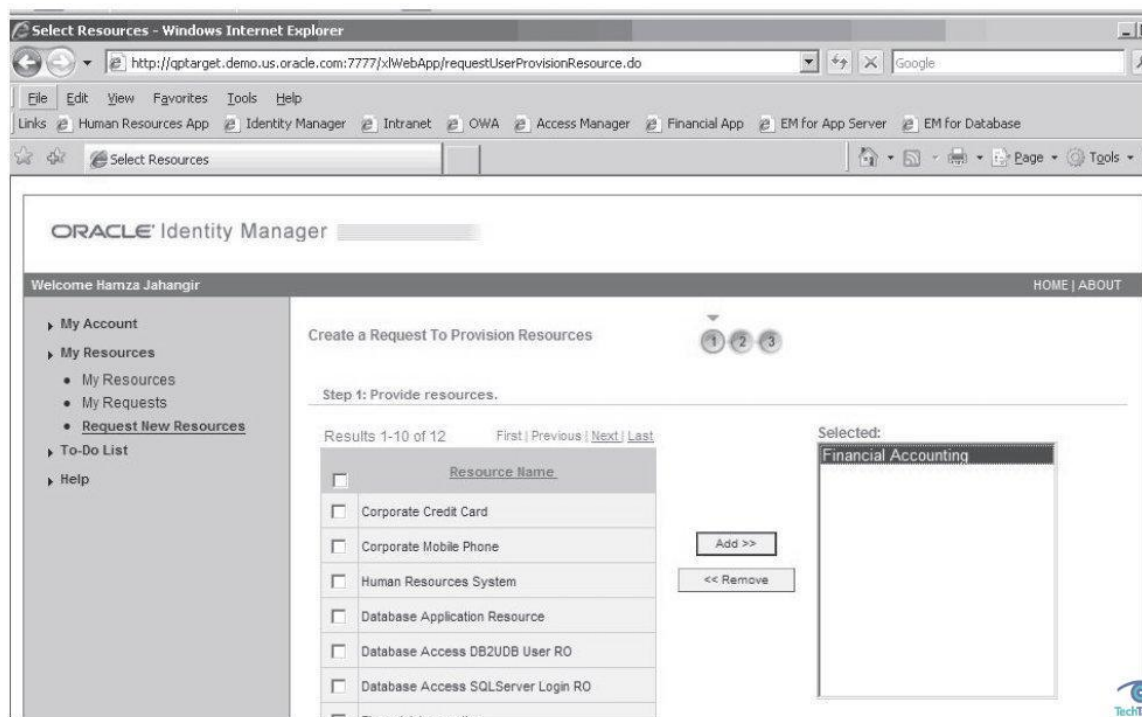 Select Resources - Windows Internet Explorer
http://qptarget.demo.us.oracle.com:7777/xlWebApp/requestUserProvisionResource.do
Google
File Edit View Favorites Tools Help
Links Human Resources App Identity Manager Intranet OWA Access Manager Financial App EM for App Server EM for Database
Select Resources
Page Tools
ORACLE' Identity Manager
Welcome Hamza Jahangir
HOME | ABOUT
My Account
My Resources
My Resources
My Requests
Request New Resources
To-Do List
Help
Create a Request To Provision Resources
1 2 3
Step 1: Provide resources.
Results 1-10 of 12 First | Previous | Next | Last
Resource Name
Corporate Credit Card
Corporate Mobile Phone
Human Resources System
Database Application Resource
Database Access DB2UDB User RO
Database Access SQLServer Login RO
Add >>
<< Remove
Selected:
Financial Accounting